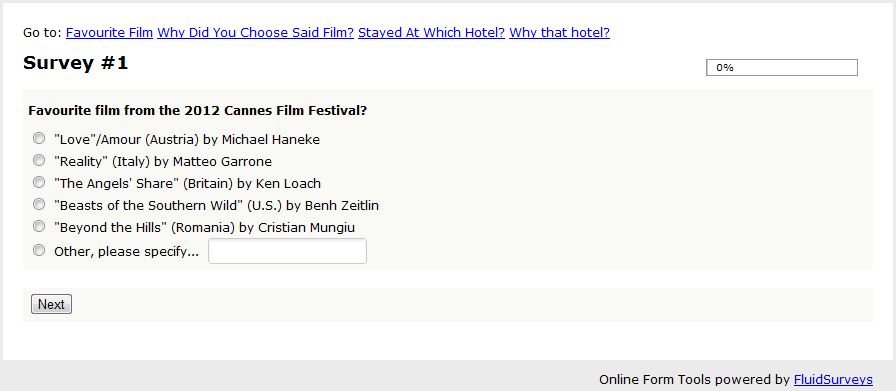 Go to: Favourite Film Why Did You Choose Said Film? Stayed At Which Hotel? Why that hotel?
Survey #1
0%
Favourite film from the 2012 Cannes Film Festival?
"Love"/Amour (Austria) by Michael Haneke
"Reality" (Italy) by Matteo Garrone
"The Angels' Share" (Britain) by Ken Loach
"Beasts of the Southern Wild" (U.S.) by Benh Zeitlin
"Beyond the Hills" (Romania) by Cristian Mungiu
Other, please specify...
Next
Online Form Tools powered by FluidSurveys